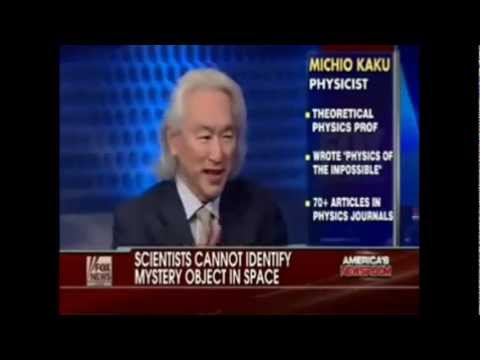 MICHIO KAKU
PHYSICIST
THEORETICAL
PHYSICS PROF
WROTE "PHYSICS OF
THE IMPOSSIBLE"
70+ ARTICLES IN
PHYSICS JOURNALS
FOX
NEWS
SCIENTISTS CANNOT IDENTIFY
MYSTERY OBJECT IN SPACE
AMERICA'S
NEWSROOM